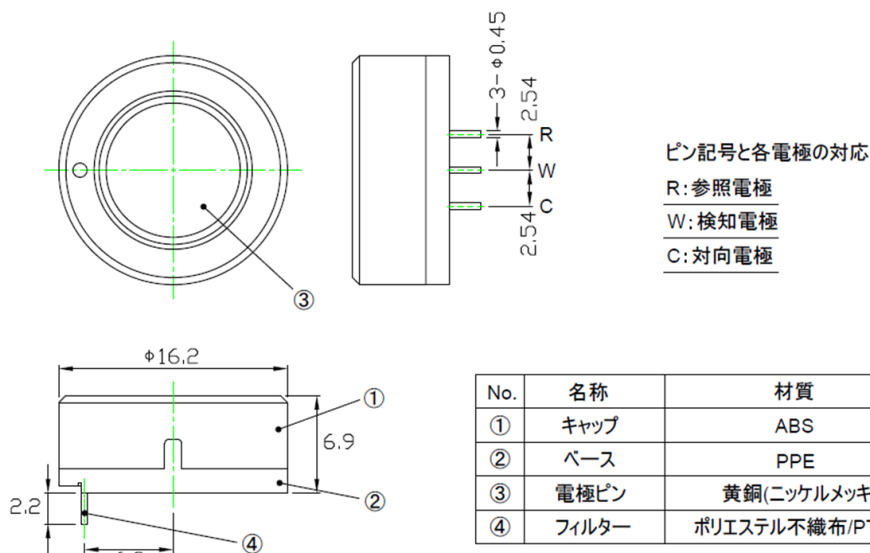 3-φ0.45
2.54
R
W
C
2.54
ピン記号と各電極の対応
R:参照電極
W:検知電極
C:対向電極
③
φ16.2
①
6.9
②
2.2
④
No. 名称 材質
① キャップ ABS
② ベース PPE
③ 電極ピン 黄銅(ニッケルメッキ
④ フィルター ポリエステル不織布/PT